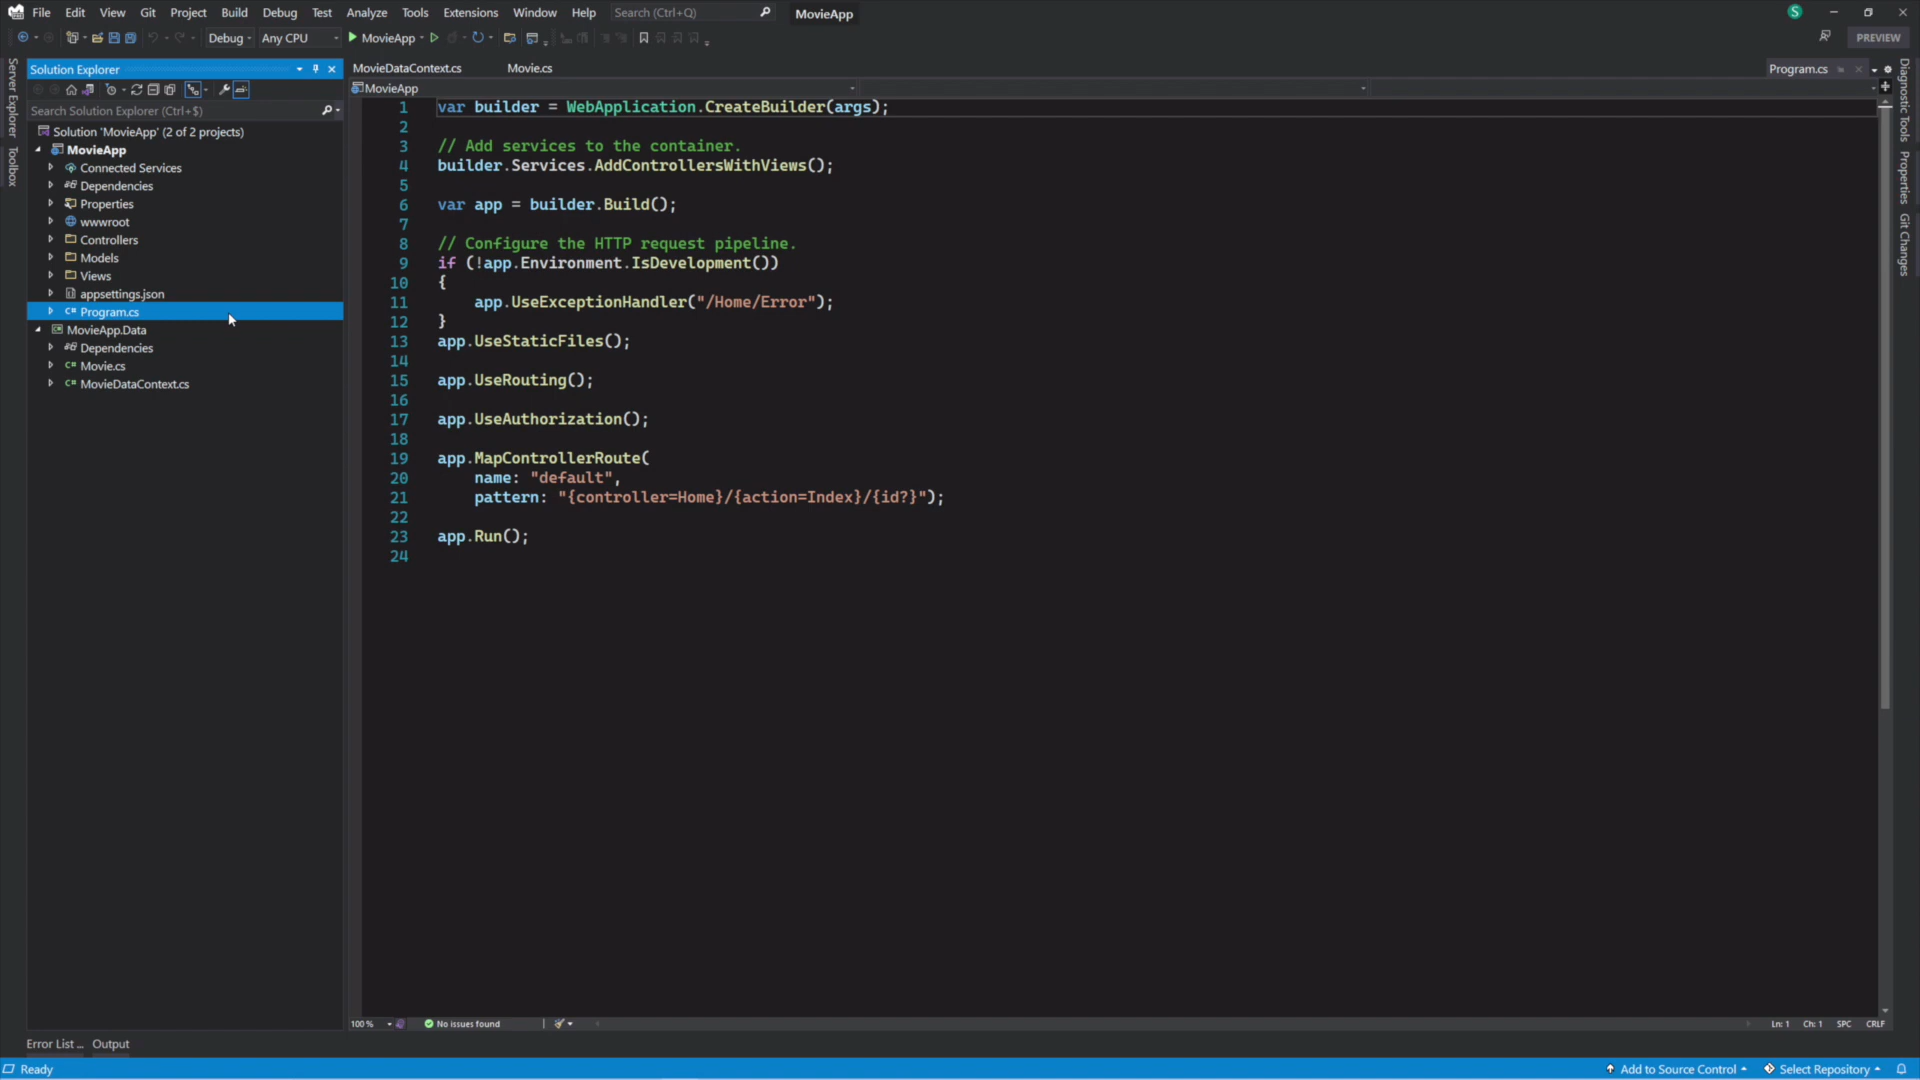 File Edit View Git Project Build Debug Test Analyze Tools Extensions Window Help Search (Ctrl+Q) MovieApp S
Debug Any CPU MovieApp PREVIEW
Server Explorer
Toolbox
Solution Explorer
Search Solution Explorer (Ctrl+$)
Solution 'MovieApp' (2 of 2 projects)
MovieApp
Connected Services
Dependencies
Properties
wwwroot
Controllers
Models
Views
appsettings.json
C# Program.cs
MovieApp.Data
Dependencies
C# Movie.cs
C# MovieDataContext.cs
MovieDataContext.cs Movie.cs Program.cs
MovieApp
1 var builder = WebApplication.CreateBuilder(args);
2
3 // Add services to the container.
4 builder.Services.AddControllersWithViews();
5
6 var app = builder.Build();
7
8 // Configure the HTTP request pipeline.
9 if (!app.Environment.IsDevelopment())
10 {
11 app.UseExceptionHandler("/Home/Error");
12 }
13 app.UseStaticFiles();
14
15 app.UseRouting();
16
17 app.UseAuthorization();
18
19 app.MapControllerRoute(
20 name: "default",
21 pattern: "{controller=Home}/{action=Index}/{id?}");
22
23 app.Run();
24
Diagnostic Tools
Properties
Git Changes
100 % No issues found Ln: 1 Ch: 1 SPC CRLF
Error List ... Output
Ready Add to Source Control Select Repository